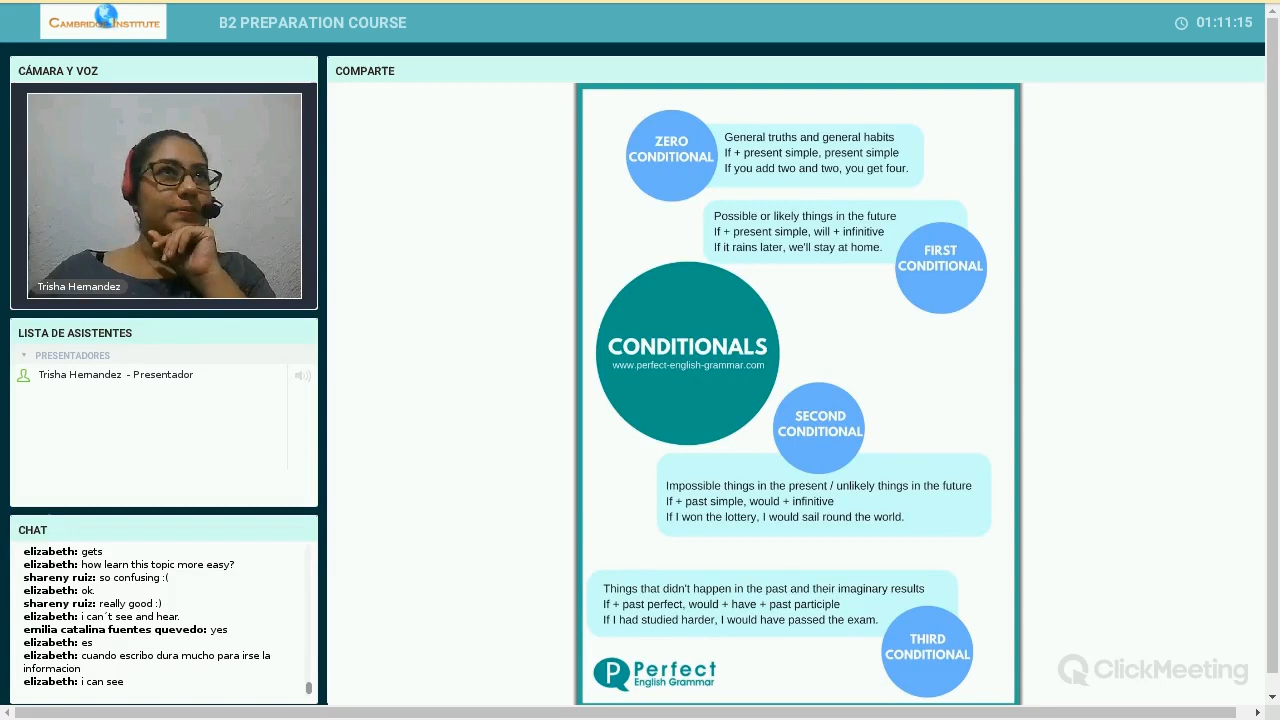 CAMBRIDGE INSTITUTE
B2 PREPARATION COURSE
01:11:15
CÁMARA Y VOZ
Trisha Hernandez
LISTA DE ASISTENTES
PRESENTADORES
Trisha Hernandez - Presentador
CHAT
elizabeth: gets
elizabeth: how learn this topic more easy?
shareny ruiz: so confusing :(
elizabeth: ok.
shareny ruiz: really good :)
elizabeth: i can´t see and hear.
emilia catalina fuentes quevedo: yes
elizabeth: es
elizabeth: cuando escribo dura mucho para irse la
informacion
elizabeth: i can see
COMPARTE
ZERO
CONDITIONAL
General truths and general habits
If + present simple, present simple
If you add two and two, you get four.
Possible or likely things in the future
If + present simple, will + infinitive
If it rains later, we'll stay at home.
FIRST
CONDITIONAL
CONDITIONALS
www.perfect-english-grammar.com
SECOND
CONDITIONAL
Impossible things in the present / unlikely things in the future
If + past simple, would + infinitive
If I won the lottery, I would sail round the world.
Things that didn't happen in the past and their imaginary results
If + past perfect, would + have + past participle
If I had studied harder, I would have passed the exam.
THIRD
CONDITIONAL
Perfect
English Grammar
ClickMeeting